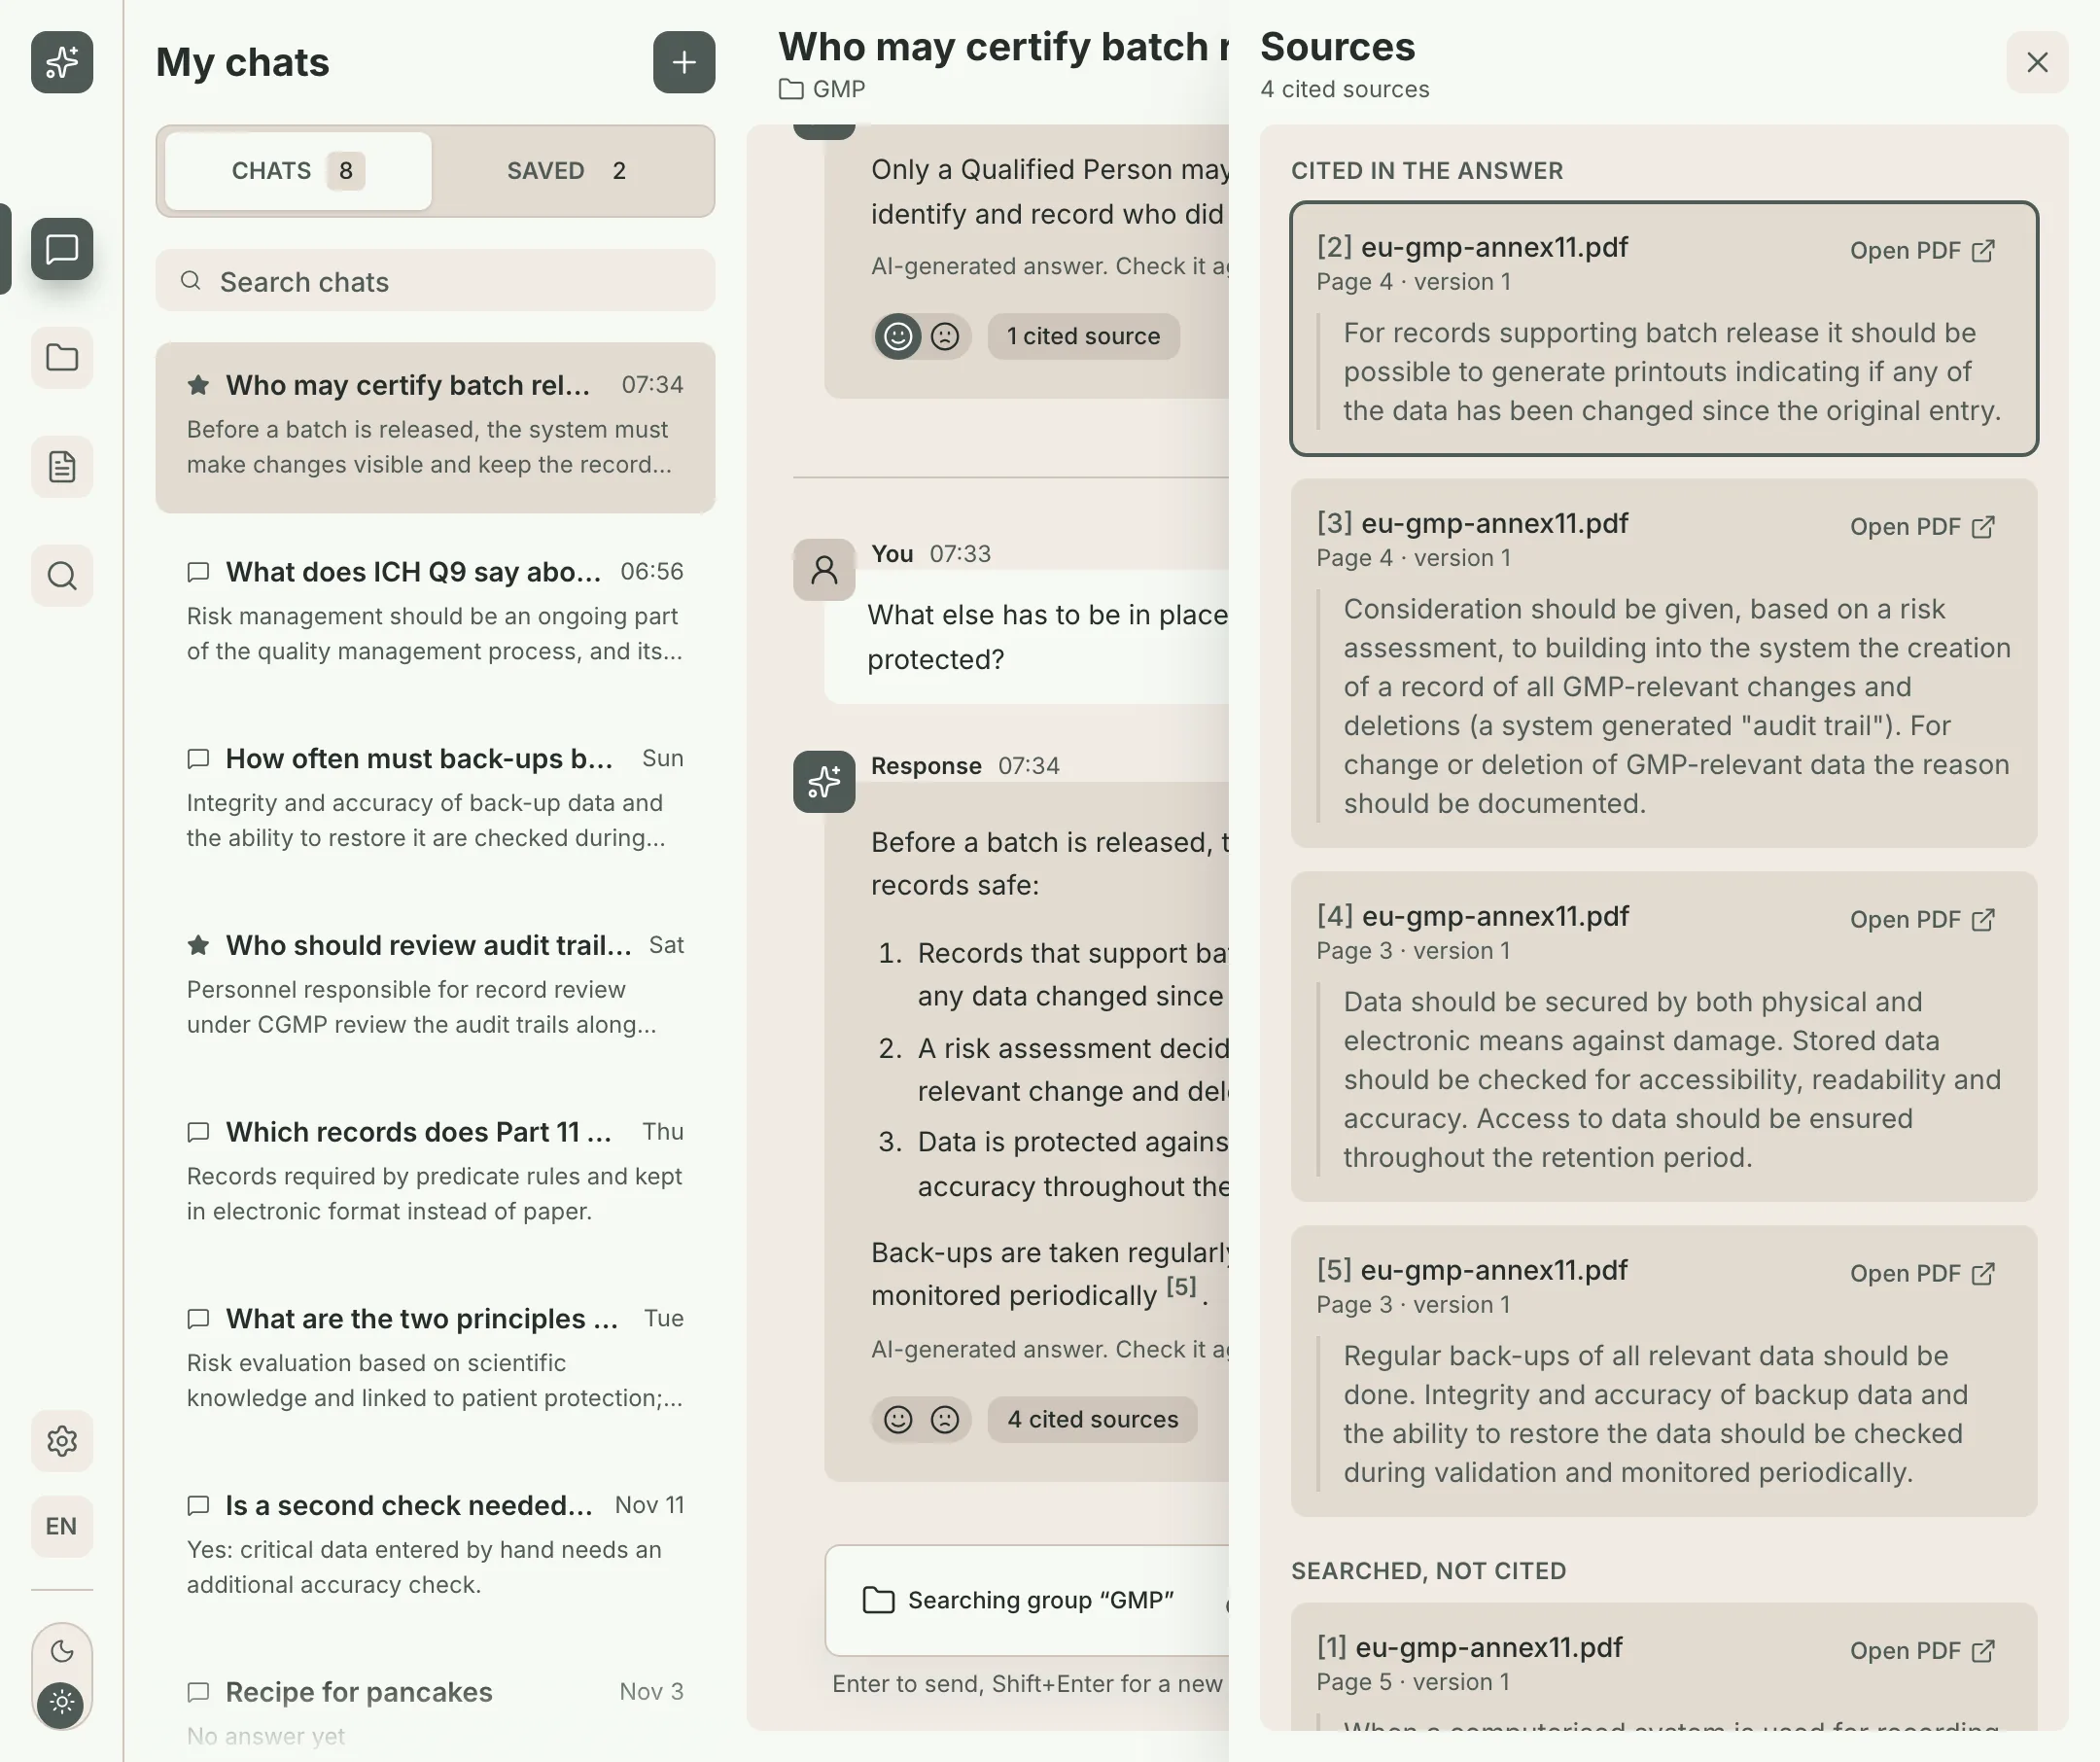 My chats
CHATS 8
SAVED 2
Search chats
Who may certify batch rel... 07:34
Before a batch is released, the system must
make changes visible and keep the record...
What does ICH Q9 say abo... 06:56
Risk management should be an ongoing part
of the quality management process, and its...
How often must back-ups b... Sun
Integrity and accuracy of back-up data and
the ability to restore it are checked during...
Who should review audit trail... Sat
Personnel responsible for record review
under CGMP review the audit trails along...
Which records does Part 11 ... Thu
Records required by predicate rules and kept
in electronic format instead of paper.
What are the two principles ... Tue
Risk evaluation based on scientific
knowledge and linked to patient protection;...
Is a second check needed... Nov 11
Yes: critical data entered by hand needs an
additional accuracy check.
Recipe for pancakes Nov 3
No answer yet
EN
Who may certify batch
GMP
Only a Qualified Person may
identify and record who did
AI-generated answer. Check it
1 cited source
You 07:33
What else has to be in place
protected?
Response 07:34
Before a batch is released,
records safe:
1. Records that support
any data changed since
2. A risk assessment
relevant change and
3. Data is protected
accuracy throughout the
Back-ups are taken regularly
monitored periodically [5] .
AI-generated answer. Check it
4 cited sources
Searching group “GMP”
Enter to send, Shift+Enter for a new
Sources
4 cited sources
CITED IN THE ANSWER
[2] eu-gmp-annex11.pdf Open PDF
Page 4 · version 1
For records supporting batch release it should be
possible to generate printouts indicating if any of
the data has been changed since the original entry.
[3] eu-gmp-annex11.pdf Open PDF
Page 4 · version 1
Consideration should be given, based on a risk
assessment, to building into the system the creation
of a record of all GMP-relevant changes and
deletions (a system generated "audit trail"). For
change or deletion of GMP-relevant data the reason
should be documented.
[4] eu-gmp-annex11.pdf Open PDF
Page 3 · version 1
Data should be secured by both physical and
electronic means against damage. Stored data
should be checked for accessibility, readability and
accuracy. Access to data should be ensured
throughout the retention period.
[5] eu-gmp-annex11.pdf Open PDF
Page 3 · version 1
Regular back-ups of all relevant data should be
done. Integrity and accuracy of backup data and
the ability to restore the data should be checked
during validation and monitored periodically.
SEARCHED, NOT CITED
[1] eu-gmp-annex11.pdf Open PDF
Page 5 · version 1
When a computerised system is used for recording